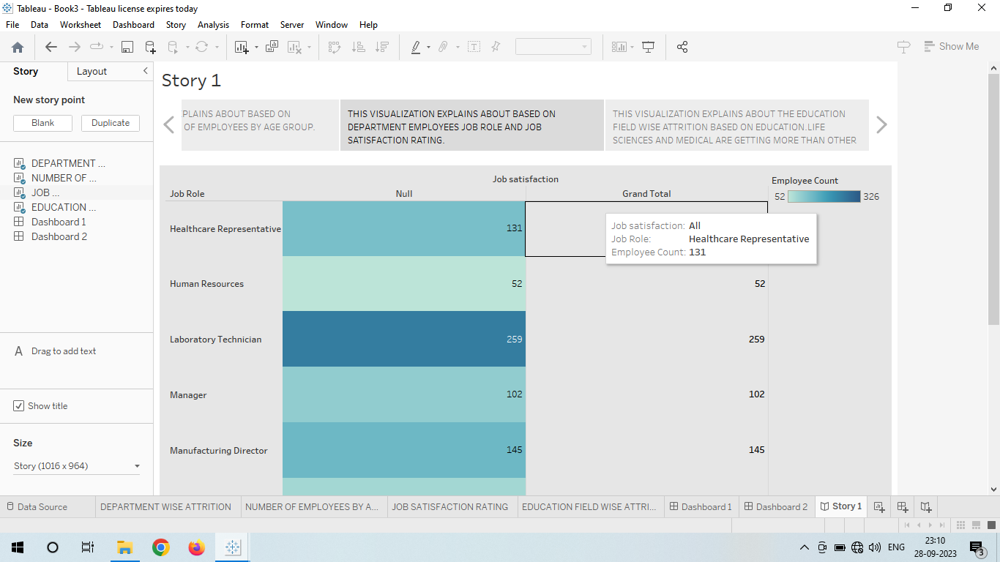 Tableau - Book3 - Tableau license expires today
File Data Worksheet Dashboard Story Analysis Format Server Window Help
Show Me
Story Layout
New story point
Blank Duplicate
DEPARTMENT ...
NUMBER OF ...
JOB ...
EDUCATION ...
Dashboard 1
Dashboard 2
A Drag to add text
Show title
Size
Story (1016 x 964)
Story 1
PLAINS ABOUT BASED ON
OF EMPLOYEES BY AGE GROUP.
THIS VISUALIZATION EXPLAINS ABOUT BASED ON
DEPARTMENT EMPLOYEES JOB ROLE AND JOB
SATISFACTION RATING.
THIS VISUALIZATION EXPLAINS ABOUT THE EDUCATION
FIELD WISE ATTRITION BASED ON EDUCATION.LIFE
SCIENCES AND MEDICAL ARE GETTING MORE THAN OTHER
Job satisfaction
Job Role Null Grand Total
Employee Count
52 326
Healthcare Representative 131
Job satisfaction: All
Job Role: Healthcare Representative
Employee Count: 131
Human Resources 52 52
Laboratory Technician 259 259
Manager 102 102
Manufacturing Director 145 145
Data Source DEPARTMENT WISE ATTRITION NUMBER OF EMPLOYEES BY A... JOB SATISFACTION RATING EDUCATION FIELD WISE ATTRI... Dashboard 1 Dashboard 2 Story 1
ENG
23:10
28-09-2023
3